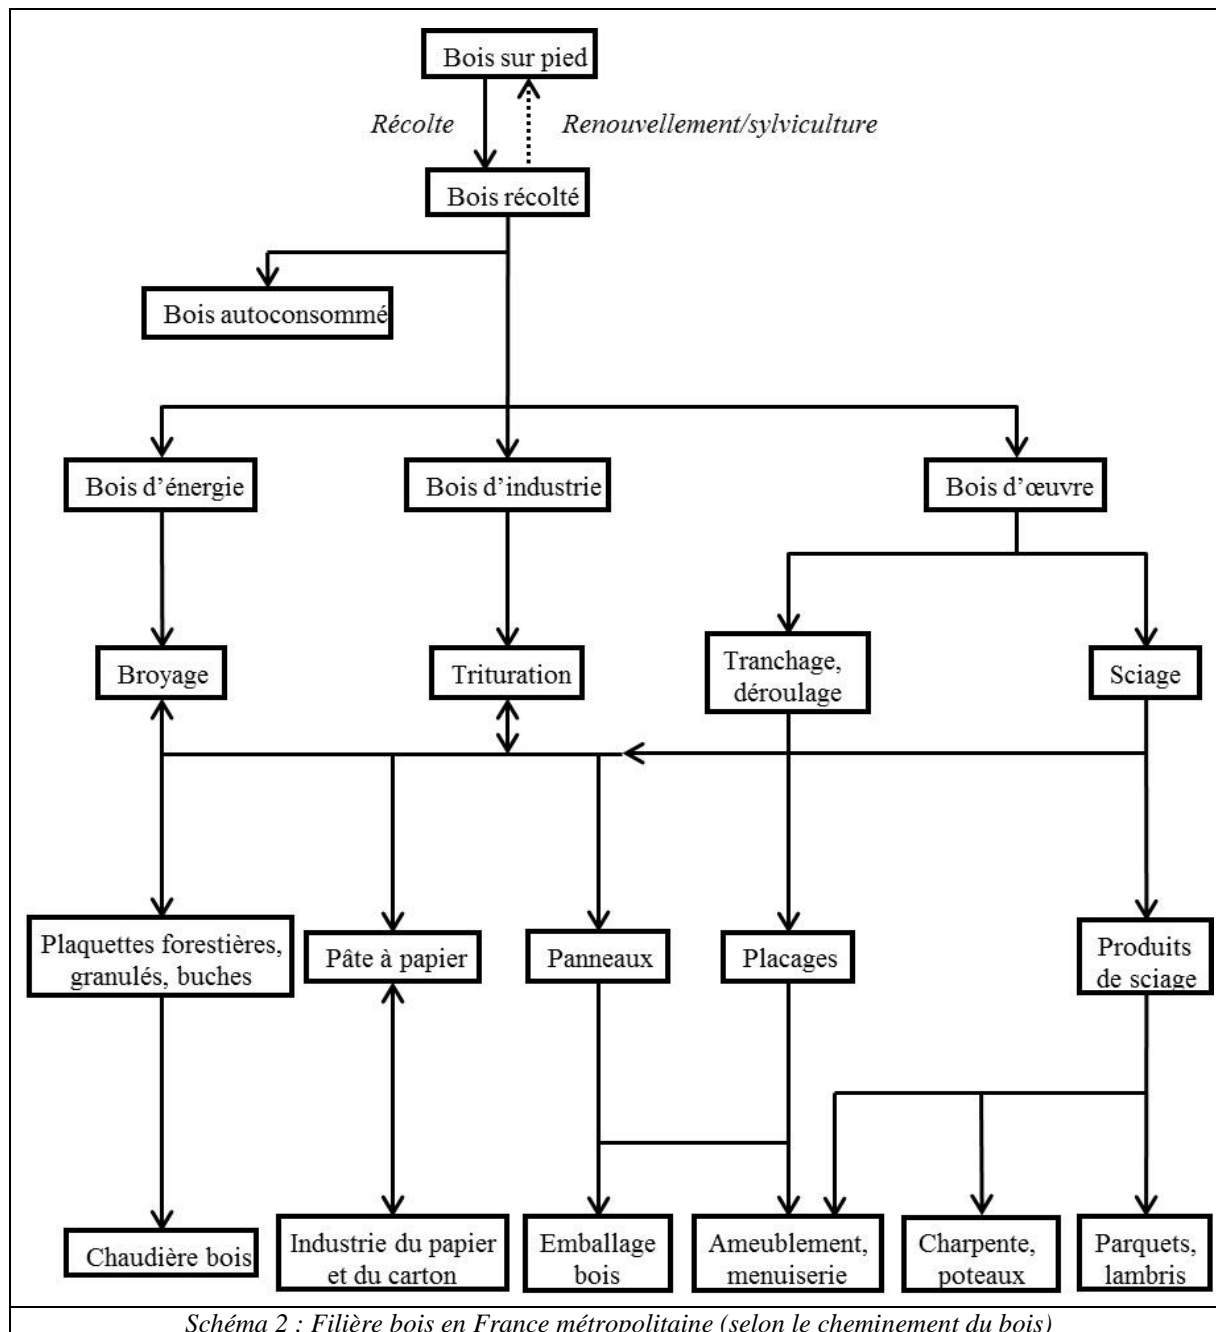 Bois sur pied
Récolte
Renouvellement/sylviculture
Bois récolté
Bois autoconsommé
Bois d’énergie
Bois d’industrie
Bois d’œuvre
Broyage
Trituration
Tranchage,
déroulage
Sciage
Plaquettes forestières,
granulés, buches
Pâte à papier
Panneaux
Placages
Produits
de sciage
Chaudière bois
Industrie du papier
et du carton
Emballage
bois
Ameublement,
menuiserie
Charpente,
poteaux
Parquets,
lambris
Schéma 2 : Filière bois en France métropolitaine (selon le cheminement du bois)